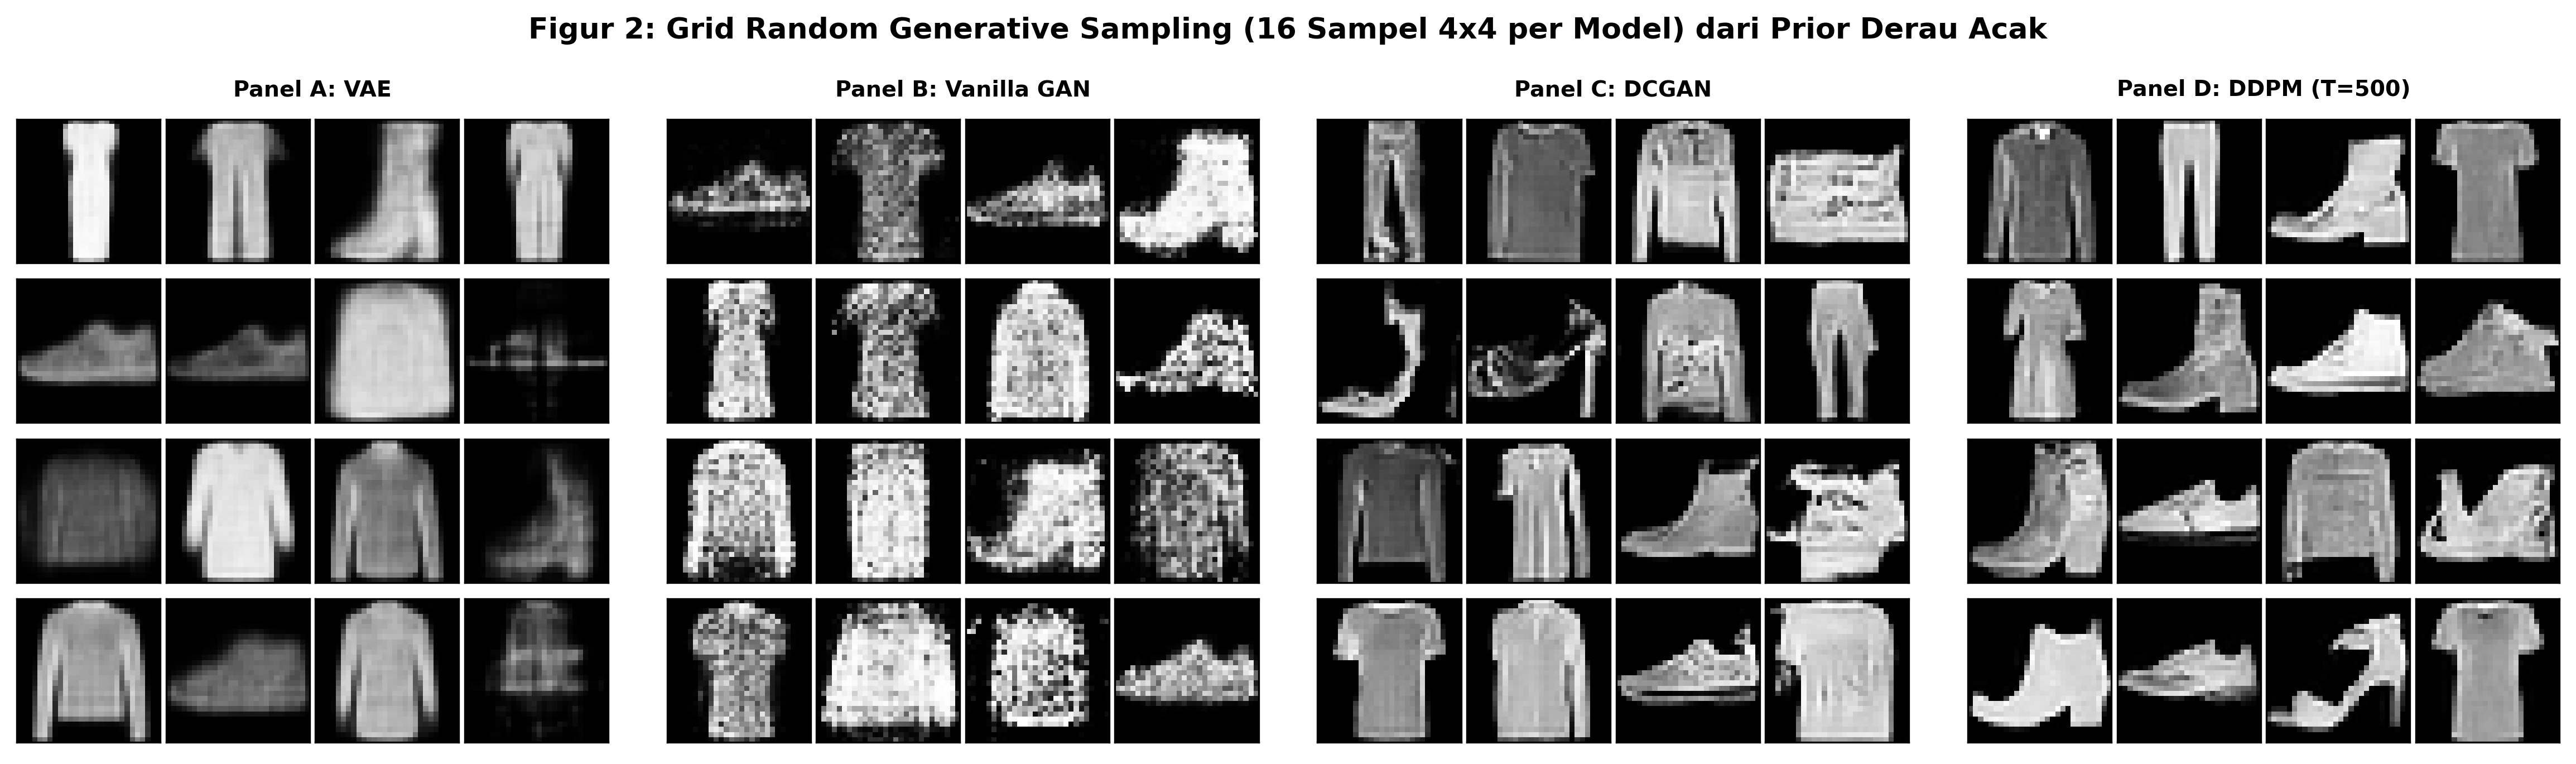 Figur 2: Grid Random Generative Sampling (16 Sampel 4x4 per Model) dari Prior Derau Acak
Panel A: VAE
Panel B: Vanilla GAN
Panel C: DCGAN
Panel D: DDPM (T=500)